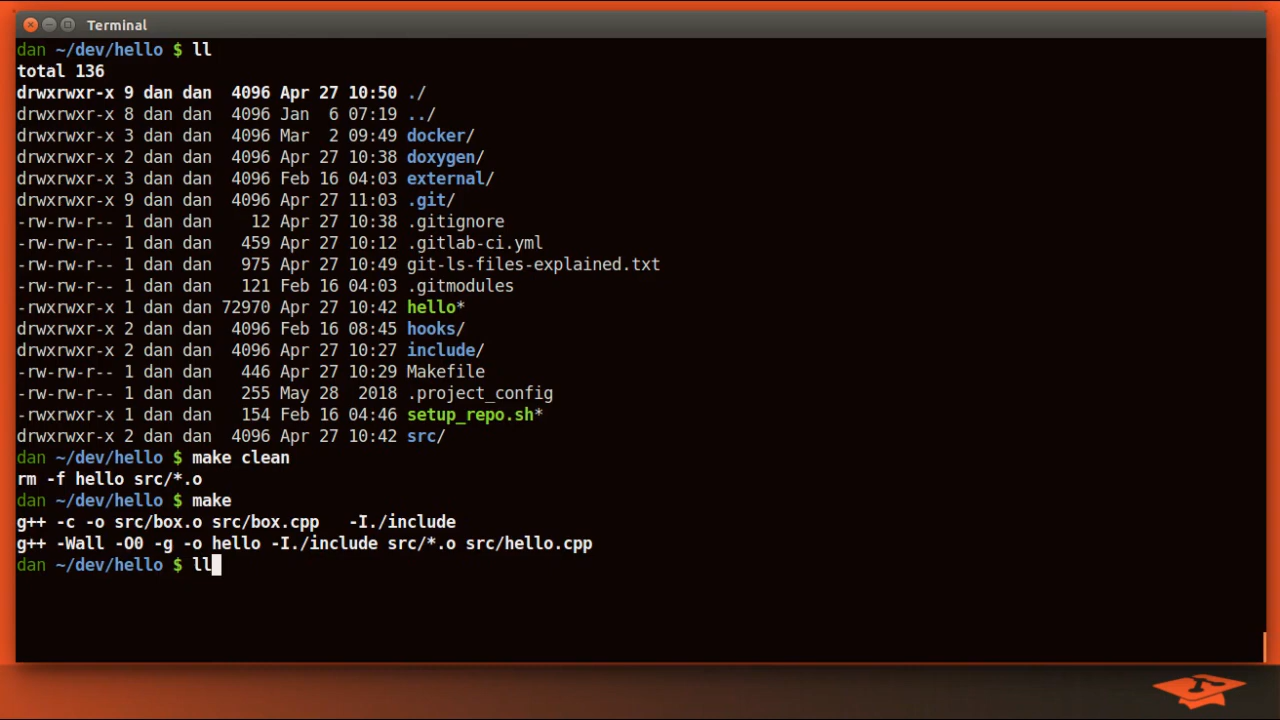 Terminal
dan ~/dev/hello $ ll
total 136
drwxrwxr-x 9 dan dan  4096 Apr 27 10:50 ./
drwxrwxr-x 8 dan dan  4096 Jan  6 07:19 ../
drwxrwxr-x 3 dan dan  4096 Mar  2 09:49 docker/
drwxrwxr-x 2 dan dan  4096 Apr 27 10:38 doxygen/
drwxrwxr-x 3 dan dan  4096 Feb 16 04:03 external/
drwxrwxr-x 9 dan dan  4096 Apr 27 11:03 .git/
-rw-rw-r-- 1 dan dan    12 Apr 27 10:38 .gitignore
-rw-rw-r-- 1 dan dan   459 Apr 27 10:12 .gitlab-ci.yml
-rw-rw-r-- 1 dan dan   975 Apr 27 10:49 git-ls-files-explained.txt
-rw-rw-r-- 1 dan dan   121 Feb 16 04:03 .gitmodules
-rwxrwxr-x 1 dan dan 72970 Apr 27 10:42 hello*
drwxrwxr-x 2 dan dan  4096 Feb 16 08:45 hooks/
drwxrwxr-x 2 dan dan  4096 Apr 27 10:27 include/
-rw-rw-r-- 1 dan dan   446 Apr 27 10:29 Makefile
-rw-rw-r-- 1 dan dan   255 May 28  2018 .project_config
-rwxrwxr-x 1 dan dan   154 Feb 16 04:46 setup_repo.sh*
drwxrwxr-x 2 dan dan  4096 Apr 27 10:42 src/
dan ~/dev/hello $ make clean
rm -f hello src/*.o
dan ~/dev/hello $ make
g++ -c -o src/box.o src/box.cpp   -I./include
g++ -Wall -O0 -g -o hello -I./include src/*.o src/hello.cpp
dan ~/dev/hello $ ll